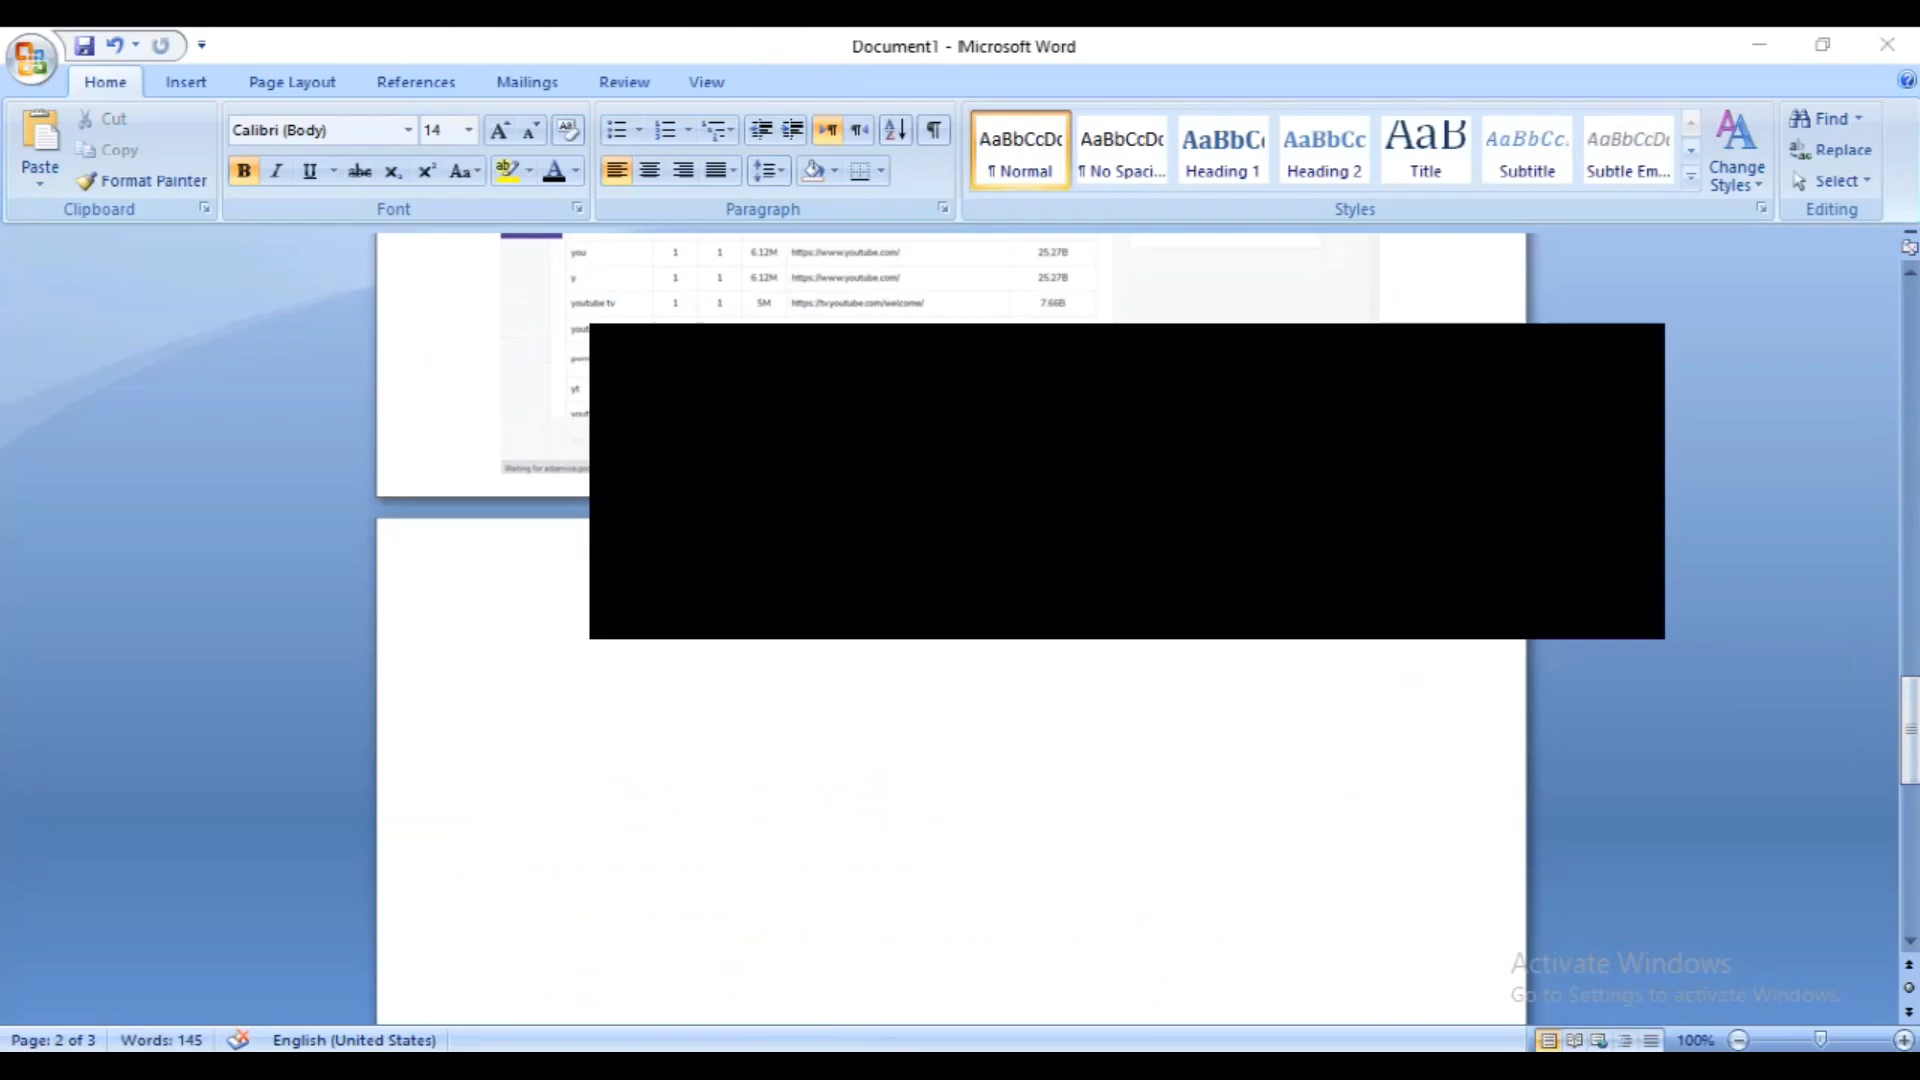 Document1 - Microsoft Word
Home Insert Page Layout References Mailings Review View
Paste Cut Copy Format Painter Clipboard
Calibri (Body) 14 Font
Paragraph
AaBbCcDc ¶ Normal
AaBbCcDc ¶ No Spaci...
AaBbC Heading 1
AaBbCc Heading 2
AaB Title
AaBbCc. Subtitle
AaBbCcDc Subtle Em...
Change Styles
Styles
Find Replace Select Editing
you 1 1 6.12M https://www.youtube.com/ 25.27B
y 1 1 6.12M https://www.youtube.com/ 25.27B
youtube tv 1 1 5M https://tv.youtube.com/welcome/ 7.66B
yt
Activate Windows
Go to Settings to activate Windows.
Page: 2 of 3 Words: 145 English (United States) 100%